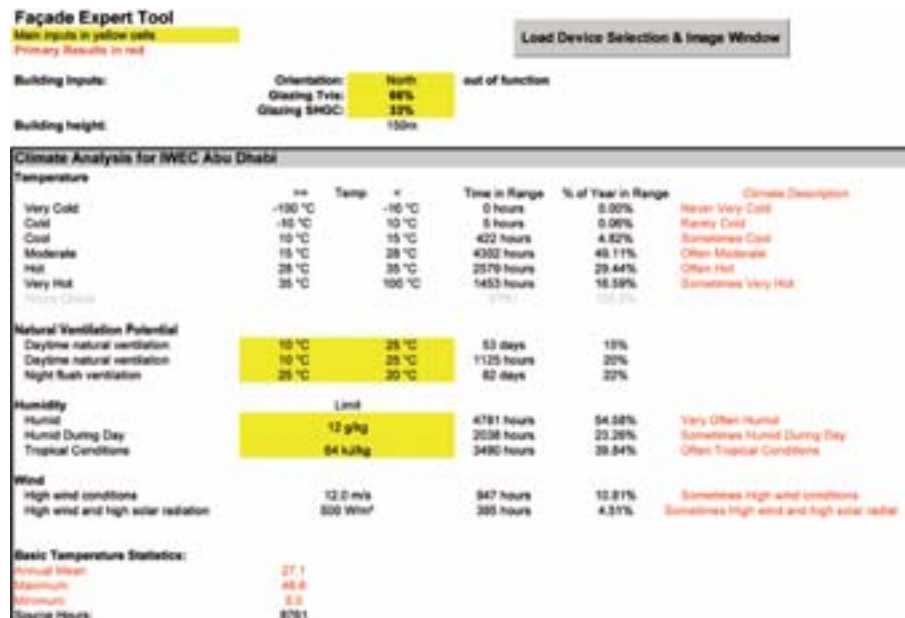 Façade Expert Tool
Main inputs in yellow cells
Primary Results in red
Load Device Selection & Image Window
Building Inputs: Orientation: North out of function
Glazing Tvis: 66%
Glazing SHGC: 33%
Building height: 150m
Climate Analysis for IWEC Abu Dhabi
Temperature
>= Temp < Time in Range % of Year in Range Climate Description
Very Cold -100 °C -10 °C 0 hours 0.00% Never Very Cold
Cold -10 °C 10 °C 5 hours 0.06% Rarely Cold
Cool 10 °C 15 °C 422 hours 4.82% Sometimes Cool
Moderate 15 °C 28 °C 4302 hours 49.11% Often Moderate
Hot 28 °C 35 °C 2579 hours 29.44% Often Hot
Very Hot 35 °C 100 °C 1453 hours 16.59% Sometimes Very Hot
Natural Ventilation Potential
Daytime natural ventilation 10 °C 25 °C 53 days 15%
Daytime natural ventilation 10 °C 25 °C 1125 hours 20%
Night flush ventilation 25 °C 20 °C 82 days 22%
Humidity Limit
Humid 12 g/kg 4781 hours 54.58% Very Often Humid
Humid During Day 2038 hours 23.26% Sometimes Humid During Day
Tropical Conditions 64 kJ/kg 3490 hours 39.84% Often Tropical Conditions
Wind
High wind conditions 12.0 m/s 947 hours 10.81% Sometimes High wind conditions
High wind and high solar radiation 500 W/m² 395 hours 4.51% Sometimes High wind and high solar radiat
Basic Temperature Statistics:
Annual Mean 27.1
Maximum
Minimum 5.0
Source Hours: 8761